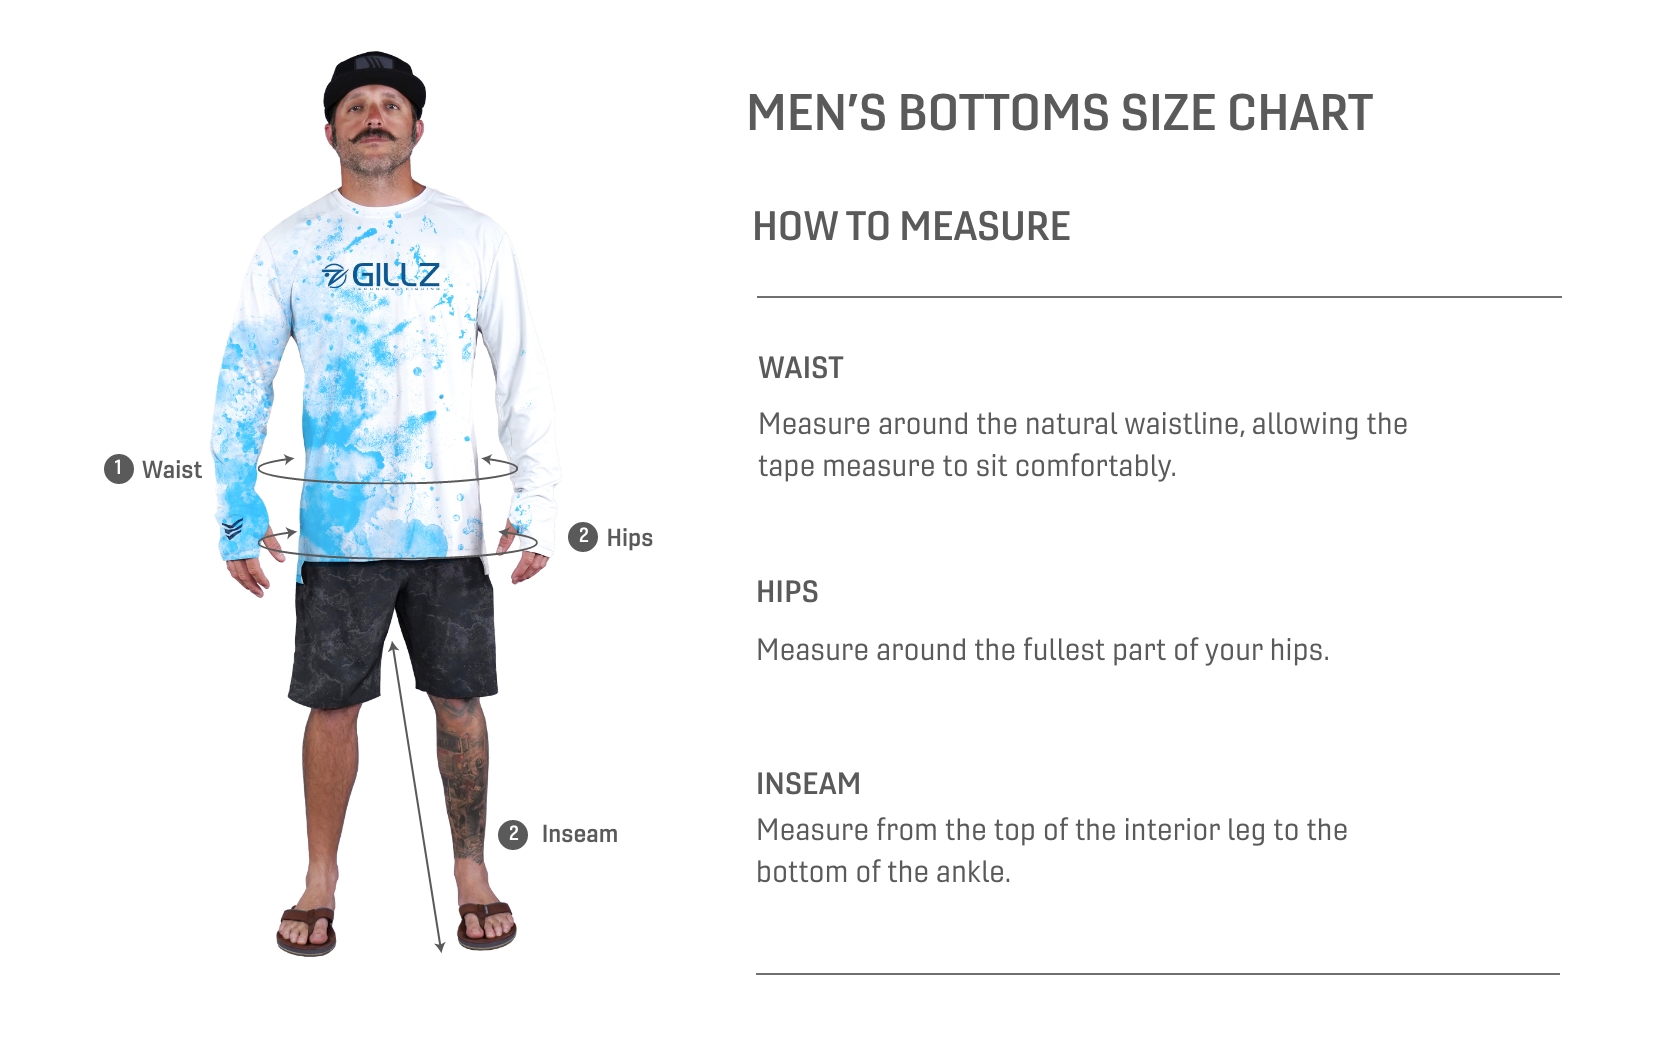 MEN'S BOTTOMS SIZE CHART
HOW TO MEASURE
WAIST
Measure around the natural waistline, allowing the
tape measure to sit comfortably.
HIPS
Measure around the fullest part of your hips.
INSEAM
Measure from the top of the interior leg to the
bottom of the ankle.
GILLZ
TECHNICAL FISHING
1 Waist
2 Hips
2 Inseam